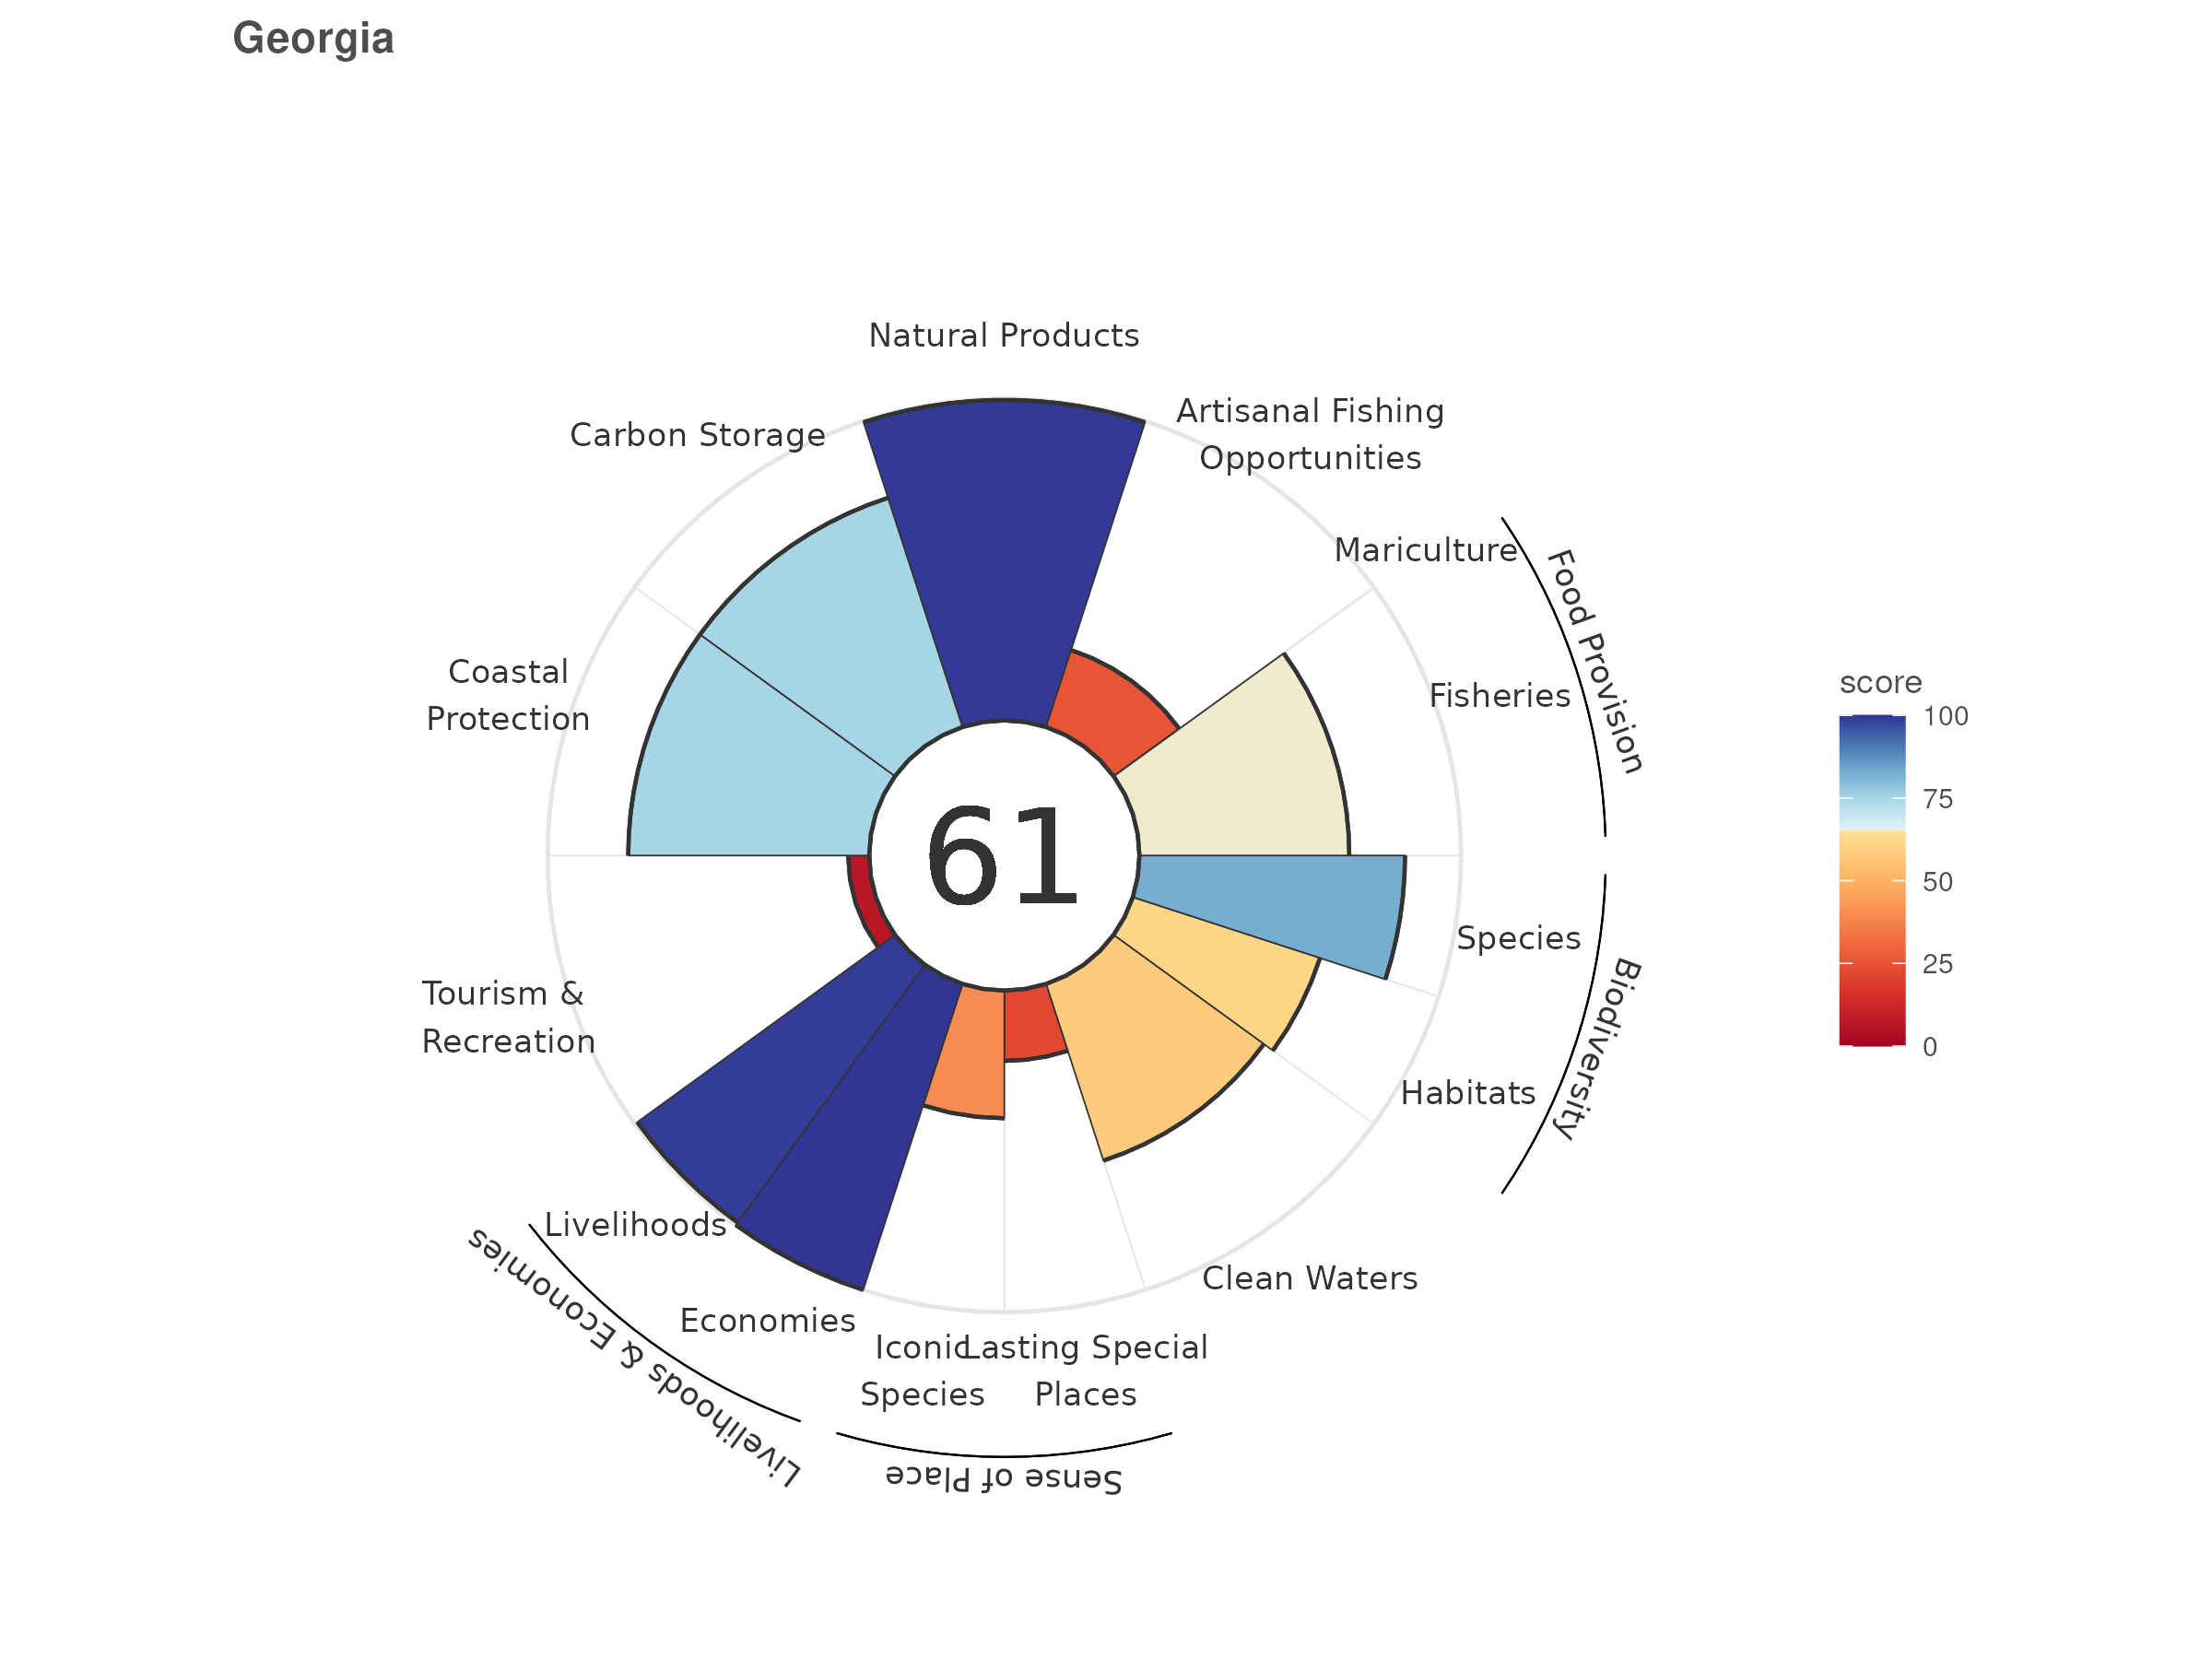 Georgia
Natural Products
Artisanal Fishing
Opportunities
Carbon Storage
Mariculture
Food Provision
Coastal
Protection
Fisheries
score
100
75
50
25
0
61
Species
Biodiversity
Tourism &
Recreation
Habitats
Livelihoods
Clean Waters
Economies
Livelihoods & Economies
Iconic
Species
Lasting Special
Places
Sense of Place